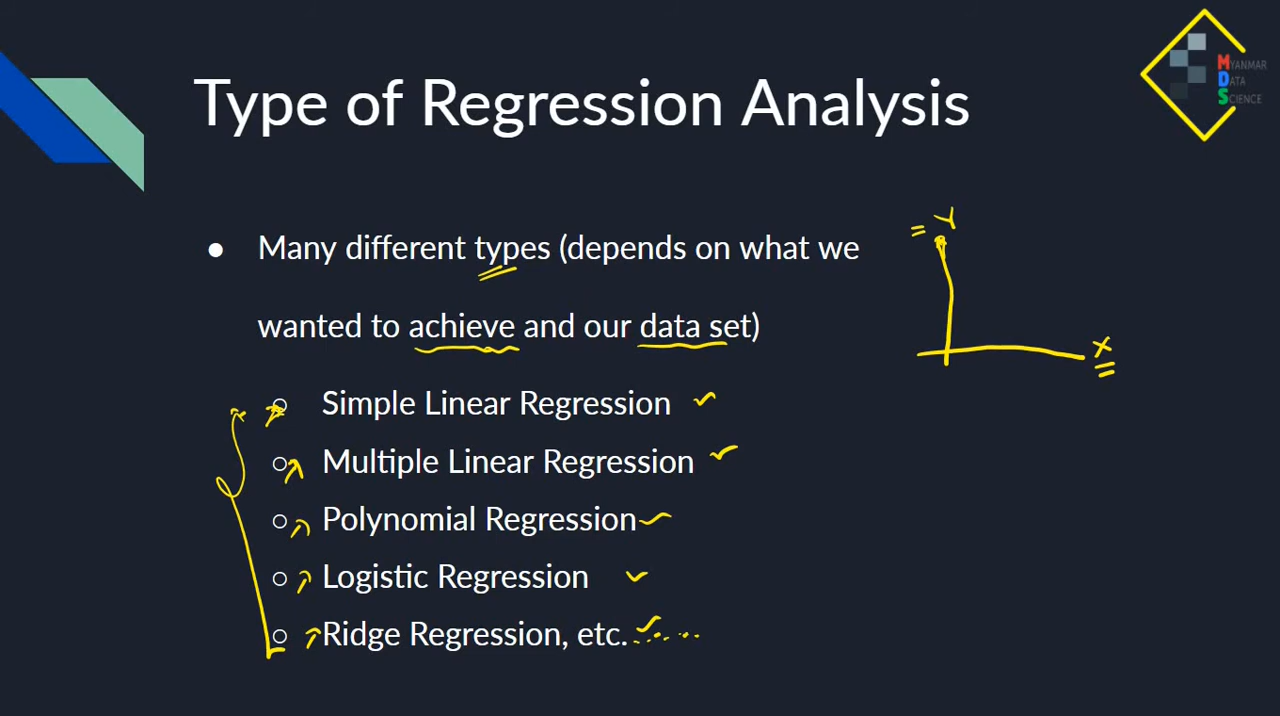 MYANMAR
DATA
SCIENCE
Type of Regression Analysis
● Many different types (depends on what we
wanted to achieve and our data set)
○ Simple Linear Regression
○ Multiple Linear Regression
○ Polynomial Regression
○ Logistic Regression
○ Ridge Regression, etc.
Y
X